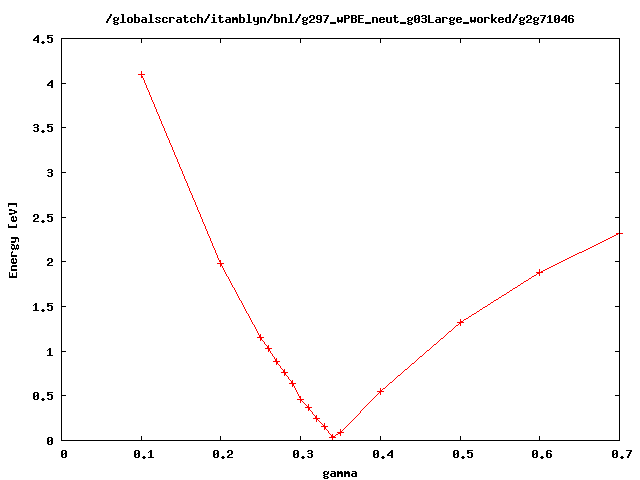 /globalscratch/itamblyn/bnl/g297_wPBE_neut_g03Large_worked/g2g71046
4.5
4
3.5
3
2.5
2
1.5
1
0.5
0
Energy [eV]
0 0.1 0.2 0.3 0.4 0.5 0.6 0.7
gamma